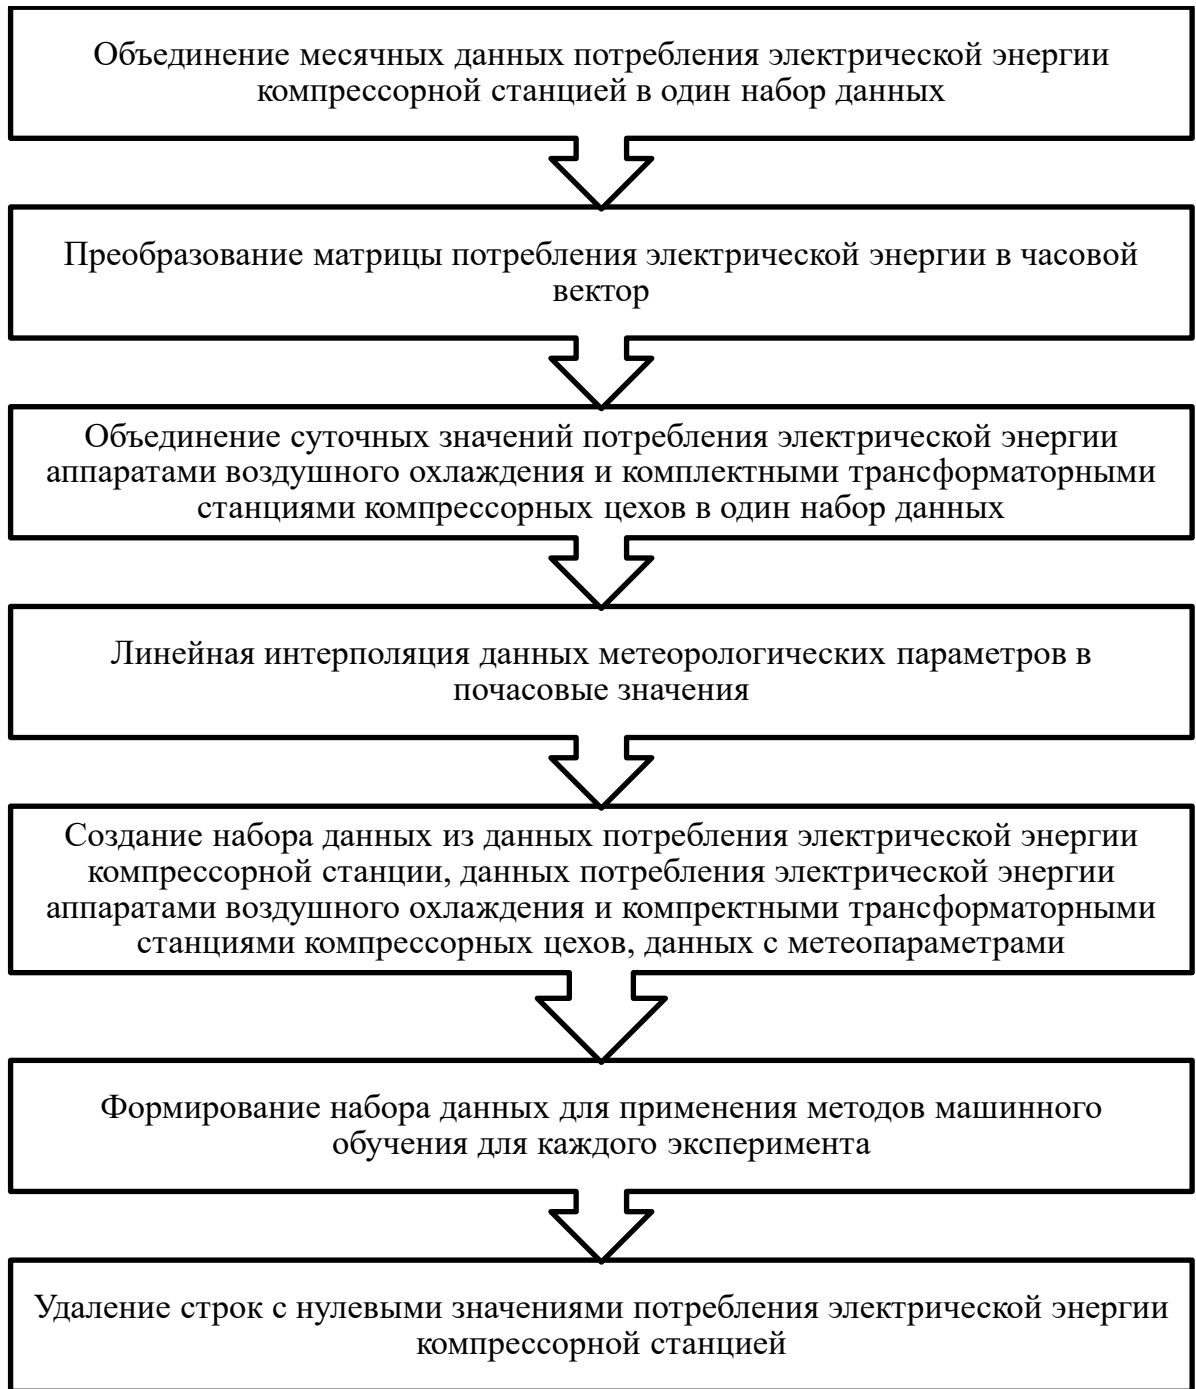 Объединение месячных данных потребления электрической энергии
компрессорной станцией в один набор данных
Преобразование матрицы потребления электрической энергии в часовой
вектор
Объединение суточных значений потребления электрической энергии
аппаратами воздушного охлаждения и комплектными трансформаторными
станциями компрессорных цехов в один набор данных
Линейная интерполяция данных метеорологических параметров в
почасовые значения
Создание набора данных из данных потребления электрической энергии
компрессорной станции, данных потребления электрической энергии
аппаратами воздушного охлаждения и компректными трансформаторными
станциями компрессорных цехов, данных с метеопараметрами
Формирование набора данных для применения методов машинного
обучения для каждого эксперимента
Удаление строк с нулевыми значениями потребления электрической энергии
компрессорной станцией